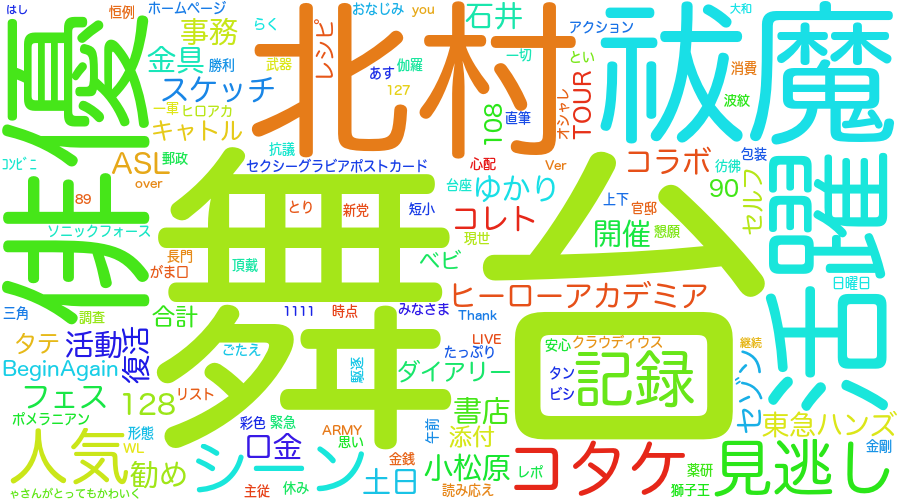 はし
恒例
ホームページ
おなじみ
you
石井
アクション
大和
らく
事務
金具
勝利
武器
レシピ
北村
祓魔
一切
とい
あす
伽羅
127
スケッチ
一軍
ヒロアカ
キャトル
108
直筆
オシャレ
TOUR
消費
波紋
俳優
抗議
コンビニ
ASL
郵政
セクシーグラビアポストカード
心配
Ver
コラボ
彷彿
包装
over
89
台座
ゆかり
90
セルフ
活躍
ソニックフォース
とり
新党
短小
コレト
上下
官邸
無
台
現世
開催
懇願
長門
がま口
頂戴
ベビ
日曜日
三角
調査
合計
1111
時点
みなさま
ヒーローアカデミア
Thank
タテ
活動
復活
舞
ごたえ
駆逐
たっぷり
LIVE
安心
クラウディウス
継続
BeginAgain
ダイアリー
タン
ビシ
記録
セゾン
フェス
128
リスト
書店
東急ハンズ
ポメラニアン
形態
彩色
緊急
ARMY
思い
午前
添付
金剛
人気
WL
勧め
口金
シーン
金銭
土日
小松原
レポ
コタケ
薬研
見逃し
獅子王
ゃさんがとってもかわいく
主従
休み
読み応え